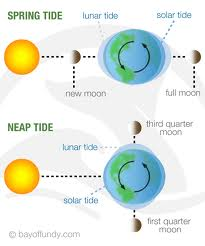 SPRING TIDE
lunar tide
solar tide
new moon
full moon
NEAP TIDE
third quarter
moon
lunar tide
solar tide
first quarter
moon
© bayoffundy.com